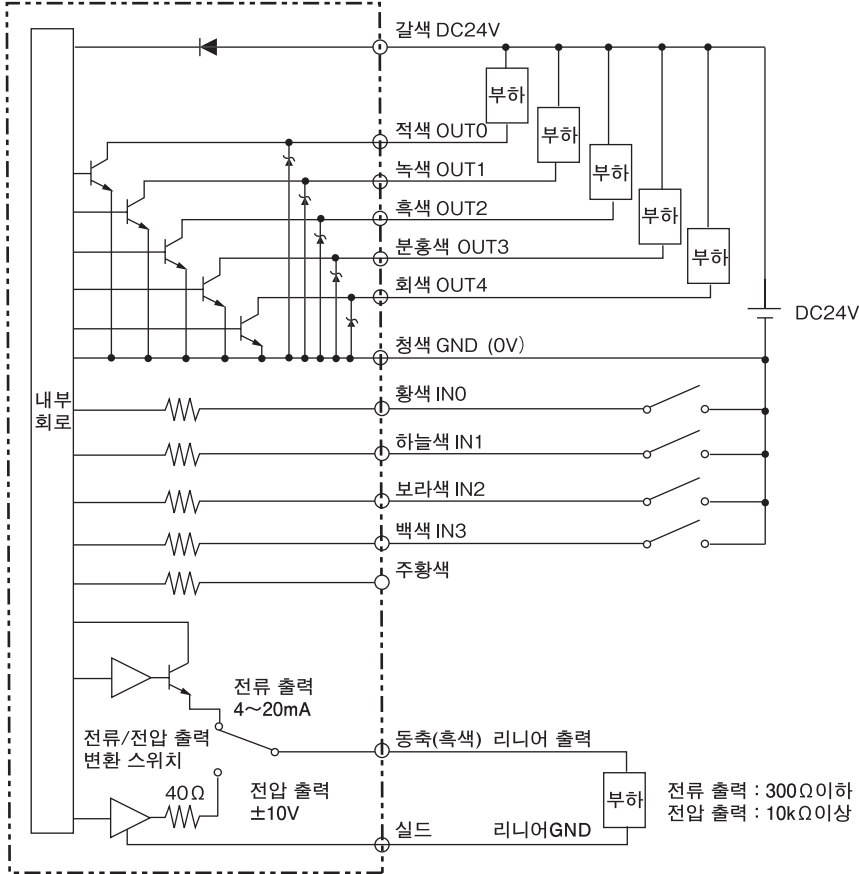 갈색 DC24V
부하
적색 OUT0
부하
녹색 OUT1
부하
흑색 OUT2
부하
분홍색 OUT3
부하
회색 OUT4
DC24V
청색 GND (0V)
내부
회로
황색 IN0
하늘색 IN1
보라색 IN2
백색 IN3
주황색
전류 출력
4~20mA
전류/전압 출력
변환 스위치
동축(흑색) 리니어 출력
40Ω
전압 출력
±10V
부하
전류 출력 : 300Ω이하
전압 출력 : 10kΩ이상
실드 리니어GND